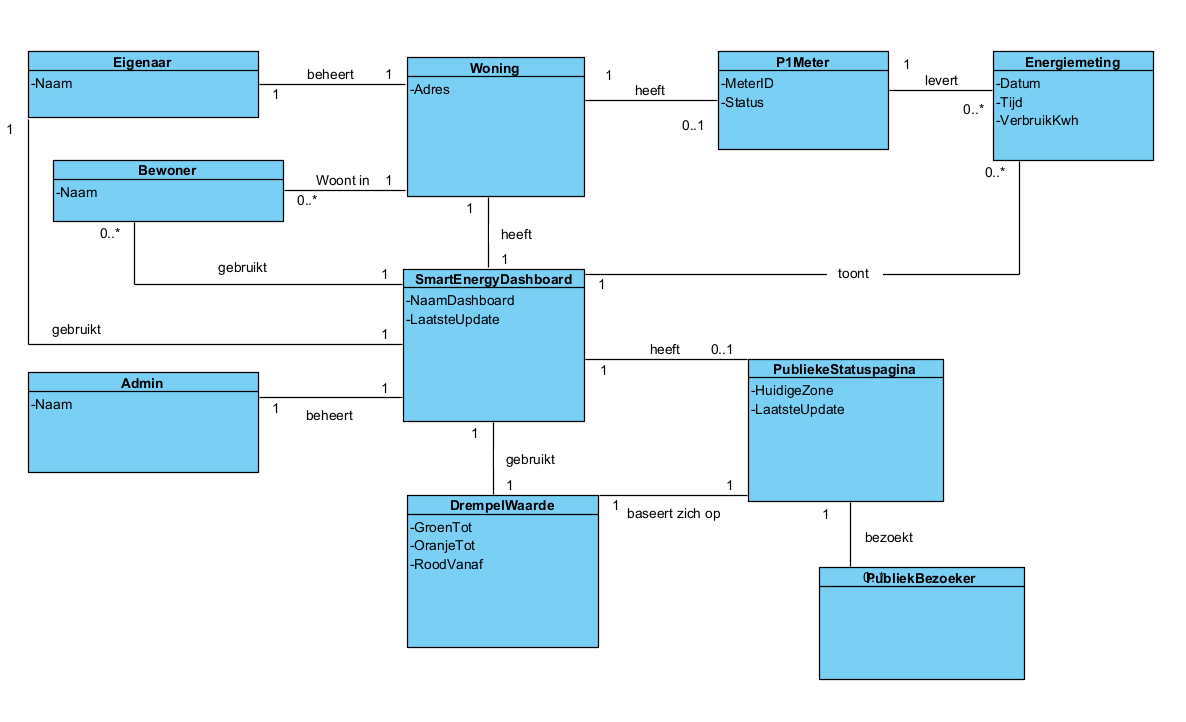 Eigenaar
-Naam
beheert
1
1
1
Woning
-Adres
1
heeft
0..1
P1Meter
-MeterID
-Status
1
levert
0..*
Energiemeting
-Datum
-Tijd
-VerbruikKwh
0..*
Bewoner
-Naam
Woont in
1
0..*
0..*
gebruikt
1
1
heeft
1
toont
1
SmartEnergyDashboard
-NaamDashboard
-LaatsteUpdate
gebruikt
1
heeft
0..1
1
Admin
-Naam
1
1
beheert
PubliekeStatuspagina
-HuidigeZone
-LaatsteUpdate
1
gebruikt
1
DrempelWaarde
-GroenTot
-OranjeTot
-RoodVanaf
1
baseert zich op
1
1
bezoekt
0..*
PubliekBezoeker